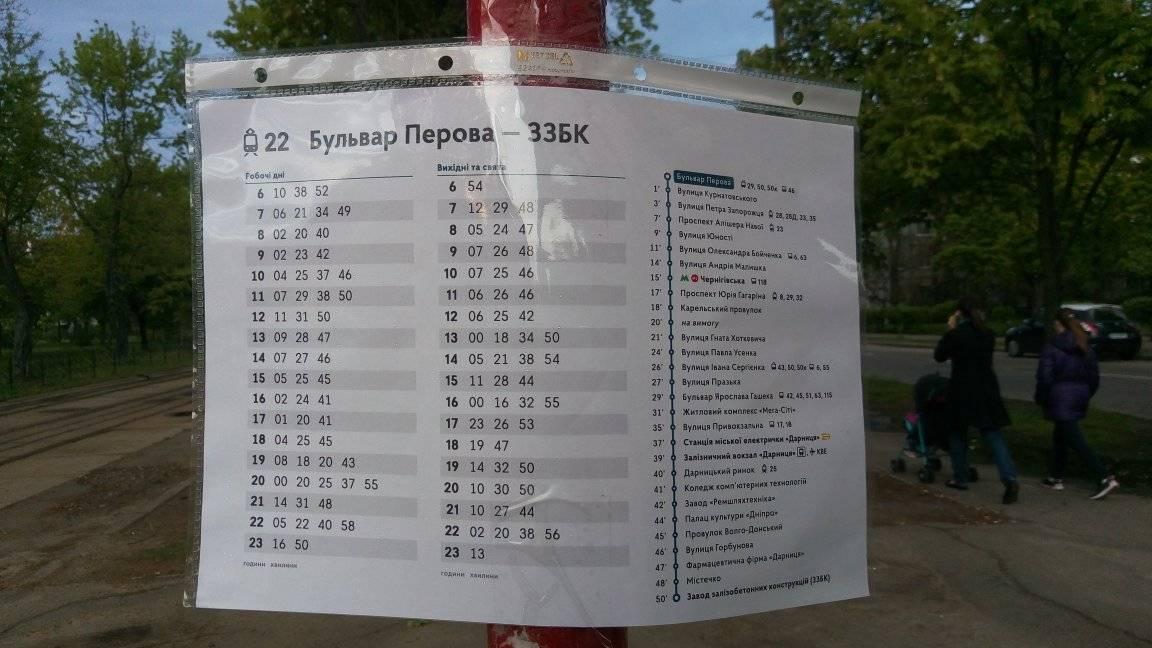 22 Бульвар Перова — ЗЗБК
Робочі дні
6 10 38 52
7 06 21 34 49
8 02 20 40
9 02 23 42
10 04 25 37 46
11 07 29 38 50
12 11 31 50
13 09 28 47
14 07 27 46
15 05 25 45
16 02 24 41
17 01 20 41
18 04 25 45
19 08 18 20 43
20 00 20 25 37 55
21 14 31 48
22 05 22 40 58
23 16 50
години хвилини
Вихідні та свята
6 54
7 12 29 48
8 05 24 47
9 07 26 48
10 07 25 46
11 06 26 46
12 06 25 42
13 00 18 34 50
14 05 21 38 54
15 11 28 44
16 00 16 32 55
17 23 26 53
18 19 47
19 14 32 50
20 10 30 50
21 10 27 44
22 02 20 38 56
23 13
години хвилини
Бульвар Перова 29, 50, 50к 46
1' Вулиця Курнатовського
3' Вулиця Петра Запорожця 28, 28Д, 33, 35
7' Проспект Алішера Навої 23
9' Вулиця Юності
11' Вулиця Олександра Бойченка 6, 63
14' Вулиця Андрія Малишка
15' Чернігівська 118
17' Проспект Юрія Гагаріна 8, 29, 32
18' Карельський провулок
20' на вимогу
21' Вулиця Гната Хоткевича
24' Вулиця Павла Усенка
26' Вулиця Івана Сергієнка 43, 50, 50к 6, 55
27' Вулиця Празька
29' Бульвар Ярослава Гашека 42, 45, 51, 63, 115
31' Житловий комплекс «Мега-Сіті»
35' Вулиця Привокзальна 17, 18
37' Станція міської електрички «Дарниця»
39' Залізничний вокзал «Дарниця», КВЕ
40' Дарницький ринок 25
41' Коледж комп'ютерних технологій
42' Завод «Ремшляхтехніка»
44' Палац культури «Дніпро»
45' Провулок Волго-Донський
46' Вулиця Горбунова
47' Фармацевтична фірма «Дарниця»
48' Містечко
50' Завод залізобетонних конструкцій (ЗЗБК)